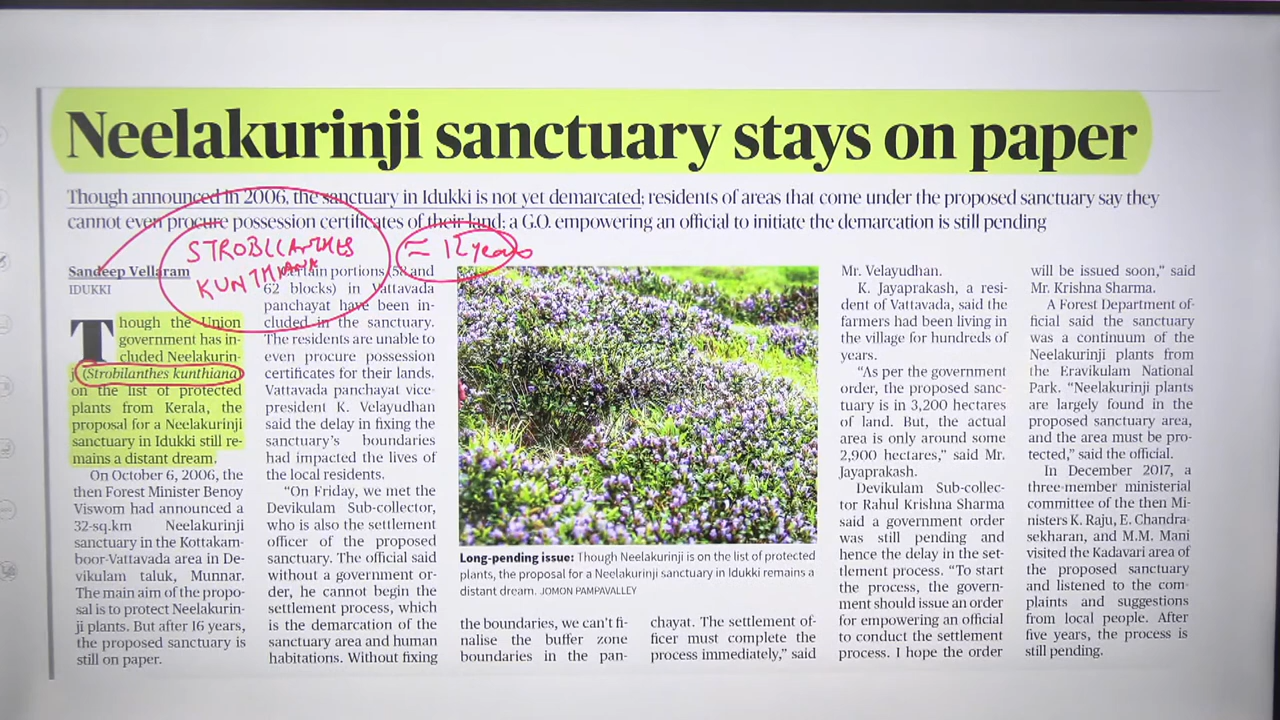 Neelakurinji sanctuary stays on paper
Though announced in 2006, the sanctuary in Idukki is not yet demarcated; residents of areas that come under the proposed sanctuary say they
cannot even procure possession certificates of their land; a G.O. empowering an official to initiate the demarcation is still pending
STROBLLANTHES
KUNTHIANA
≈ 12 years
Sandeep Vellaram
IDUKKI
Though the Union
government has in-
cluded Neelakurin-
(Strobilanthes kunthiana)
on the list of protected
plants from Kerala, the
proposal for a Neelakurinji
sanctuary in Idukki still re-
mains a distant dream.
On October 6, 2006, the
then Forest Minister Benoy
Viswom had announced a
32-sq.km Neelakurinji
sanctuary in the Kottakam-
boor-Vattavada area in De-
vikulam taluk, Munnar.
The main aim of the propo-
sal is to protect Neelakurin-
ji plants. But after 16 years,
the proposed sanctuary is
still on paper.
portions (58 and
62 blocks) in Vattavada
panchayat have been in-
cluded in the sanctuary.
The residents are unable to
even procure possession
certificates for their lands.
Vattavada panchayat vice-
president K. Velayudhan
said the delay in fixing the
sanctuary's boundaries
had impacted the lives of
the local residents.
"On Friday, we met the
Devikulam Sub-collector,
who is also the settlement
officer of the proposed
sanctuary. The official said
without a government or-
der, he cannot begin the
settlement process, which
is the demarcation of the
sanctuary area and human
habitations. Without fixing
Long-pending issue: Though Neelakurinji is on the list of protected
plants, the proposal for a Neelakurinji sanctuary in Idukki remains a
distant dream. JOMON PAMPAVALLEY
the boundaries, we can't fi-
nalise the buffer zone
boundaries in the pan-
chayat. The settlement of-
ficer must complete the
process immediately," said
Mr. Velayudhan.
K. Jayaprakash, a resi-
dent of Vattavada, said the
farmers had been living in
the village for hundreds of
years.
"As per the government
order, the proposed sanc-
tuary is in 3,200 hectares
of land. But, the actual
area is only around some
2,900 hectares," said Mr.
Jayaprakash.
Devikulam Sub-collec-
tor Rahul Krishna Sharma
said a government order
was still pending and
hence the delay in the set-
tlement process. "To start
the process, the govern-
ment should issue an order
for empowering an official
to conduct the settlement
process. I hope the order
will be issued soon," said
Mr. Krishna Sharma.
A Forest Department of-
ficial said the sanctuary
was a continuum of the
Neelakurinji plants from
the Eravikulam National
Park. "Neelakurinji plants
are largely found in the
proposed sanctuary area,
and the area must be pro-
tected," said the official.
In December 2017, a
three-member ministerial
committee of the then Mi-
nisters K. Raju, E. Chandra-
sekharan, and M.M. Mani
visited the Kadavari area of
the proposed sanctuary
and listened to the com-
plaints and suggestions
from local people. After
five years, the process is
still pending.